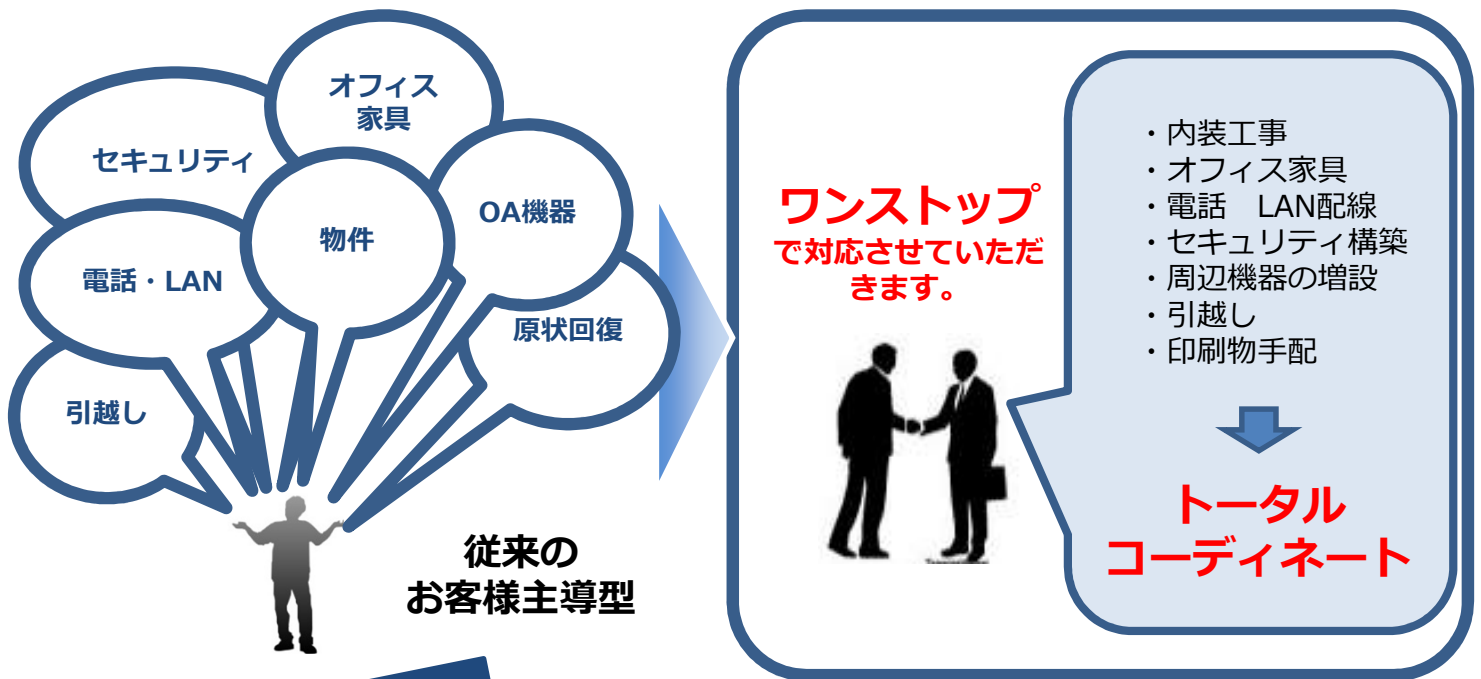 オフィス
家具
セキュリティ
OA機器
物件
電話・LAN
原状回復
引越し
従来の
お客様主導型
ワンストップ
で対応させていただ
きます。
・内装工事
・オフィス家具
・電話　LAN配線
・セキュリティ構築
・周辺機器の増設
・引越し
・印刷物手配
トータル
コーディネート